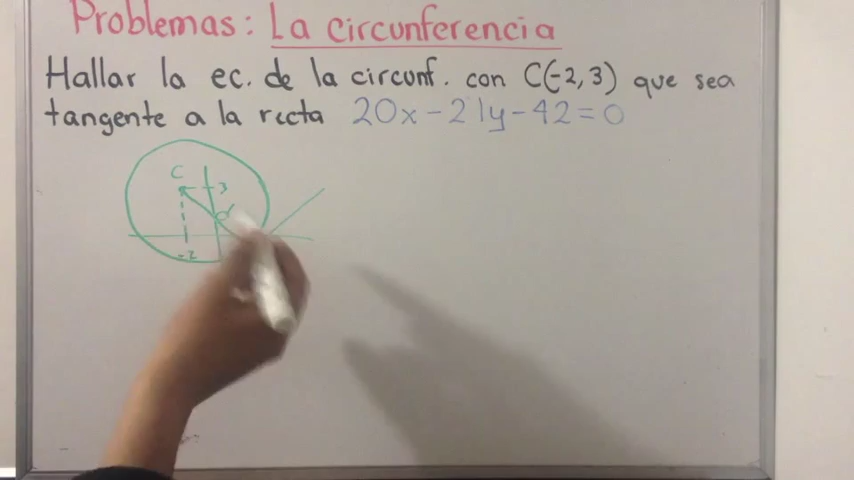 Problemas: La circunferencia
Hallar la ec. de la circunf. con C(-2,3) que sea
tangente a la recta 20x-21y-42=0
C
3
d
-2